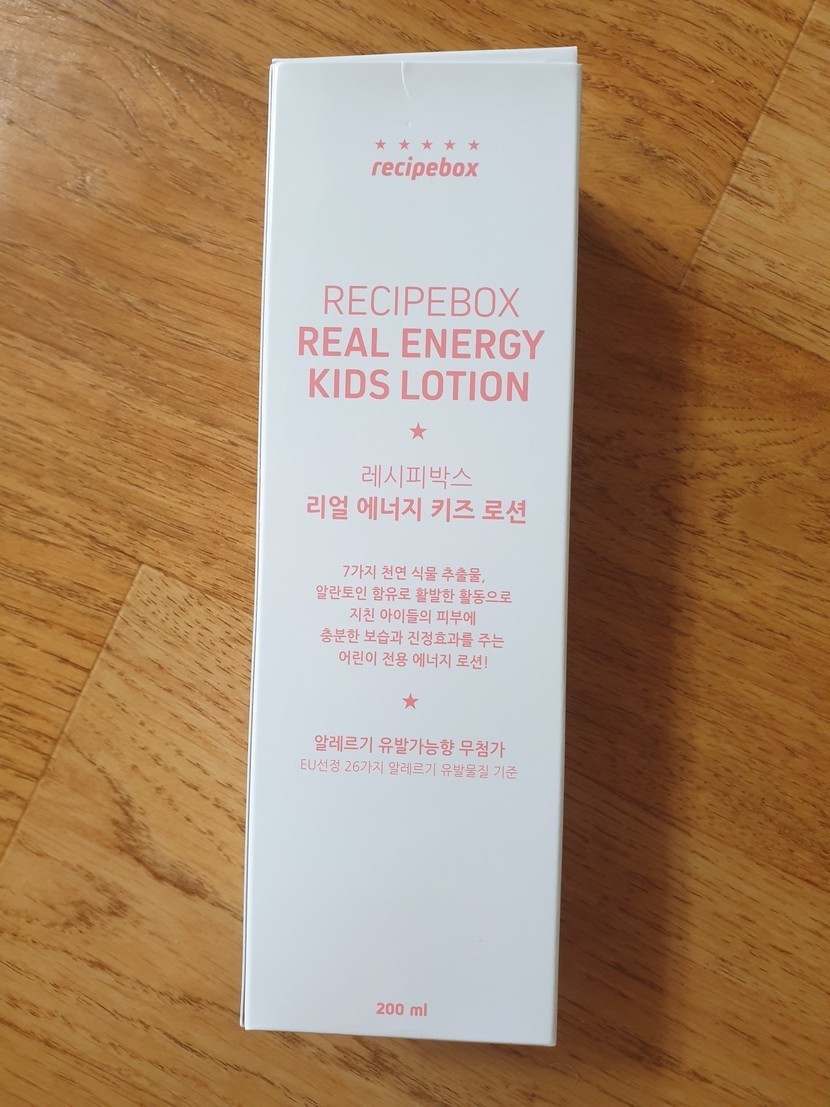 recipebox
RECIPEBOX
REAL ENERGY
KIDS LOTION
레시피박스
리얼 에너지 키즈 로션
7가지 천연 식물 추출물,
알란토인 함유로 활발한 활동으로
지친 아이들의 피부에
충분한 보습과 진정효과를 주는
어린이 전용 에너지 로션!
알레르기 유발가능향 무첨가
EU선정 26가지 알레르기 유발물질 기준
200 ml